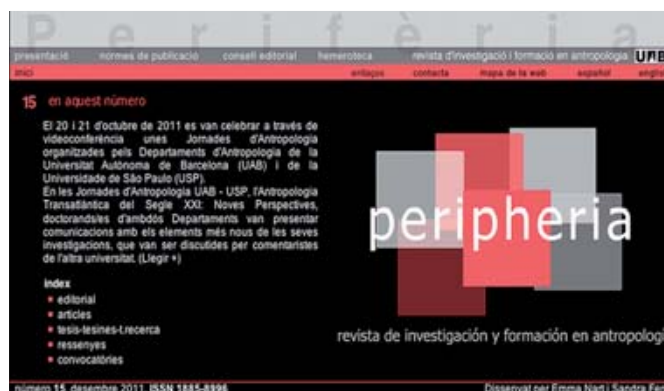 Perifèria
presentació normes de publicació consell editorial hemeroteca revista d'investigació i formació en antropologia UAB
inici enllaços contacta mapa de la web español english
15 en aquest número
El 20 i 21 d'octubre de 2011 es van celebrar a través de
videoconferència unes Jornades d'Antropologia
organitzades pels Departaments d'Antropologia de la
Universitat Autònoma de Barcelona (UAB) i de la
Universidade de São Paulo (USP).
En les Jornades d'Antropologia UAB - USP, l'Antropologia
Transatlàntica del Segle XXI: Noves Perspectives,
doctorands/es d'ambdós Departaments van presentar
comunicacions amb els elements més nous de les seves
investigacions, que van ser discutides per comentaristes
de l'altra universitat. (Llegir +)
índex
editorial
articles
tesis-tesines-t.recerca
ressenyes
convocatòries
peripheria
revista de investigación y formación en antropologí
número 15, desembre 2011, ISSN 1885-8996 Dissenyat per Emma Nart i Sandra